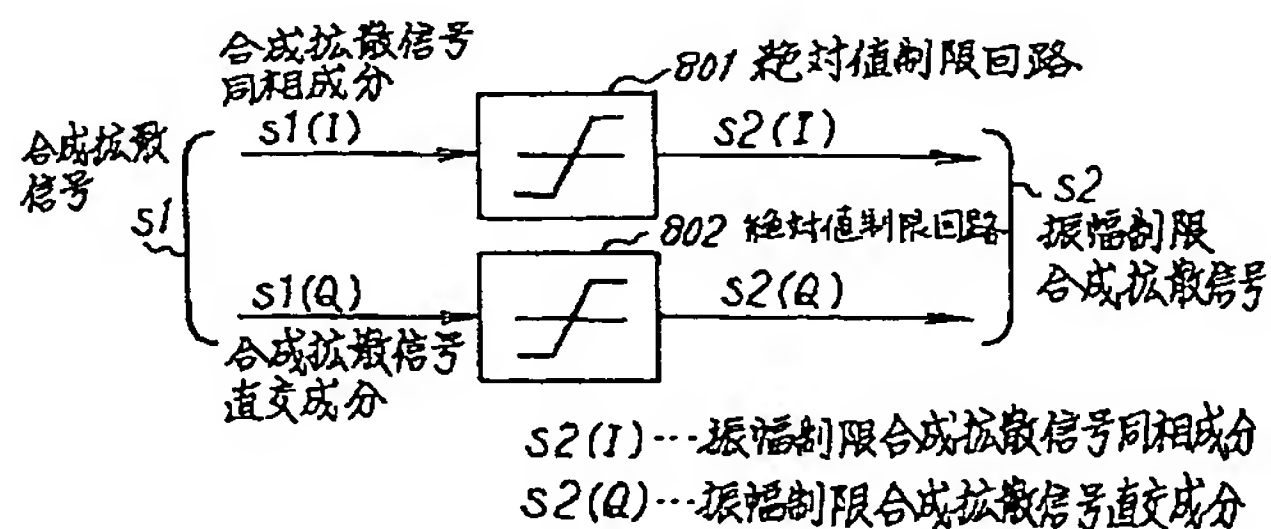 合成拡散信号
同相成分
801 絶対値制限回路
s1(I)
s2(I)
合成拡散
信号
s1
s2
振幅制限
合成拡散信号
802 絶対値制限回路
s1(Q)
s2(Q)
合成拡散信号
直交成分
s2(I)…振幅制限合成拡散信号同相成分
s2(Q)…振幅制限合成拡散信号直交成分